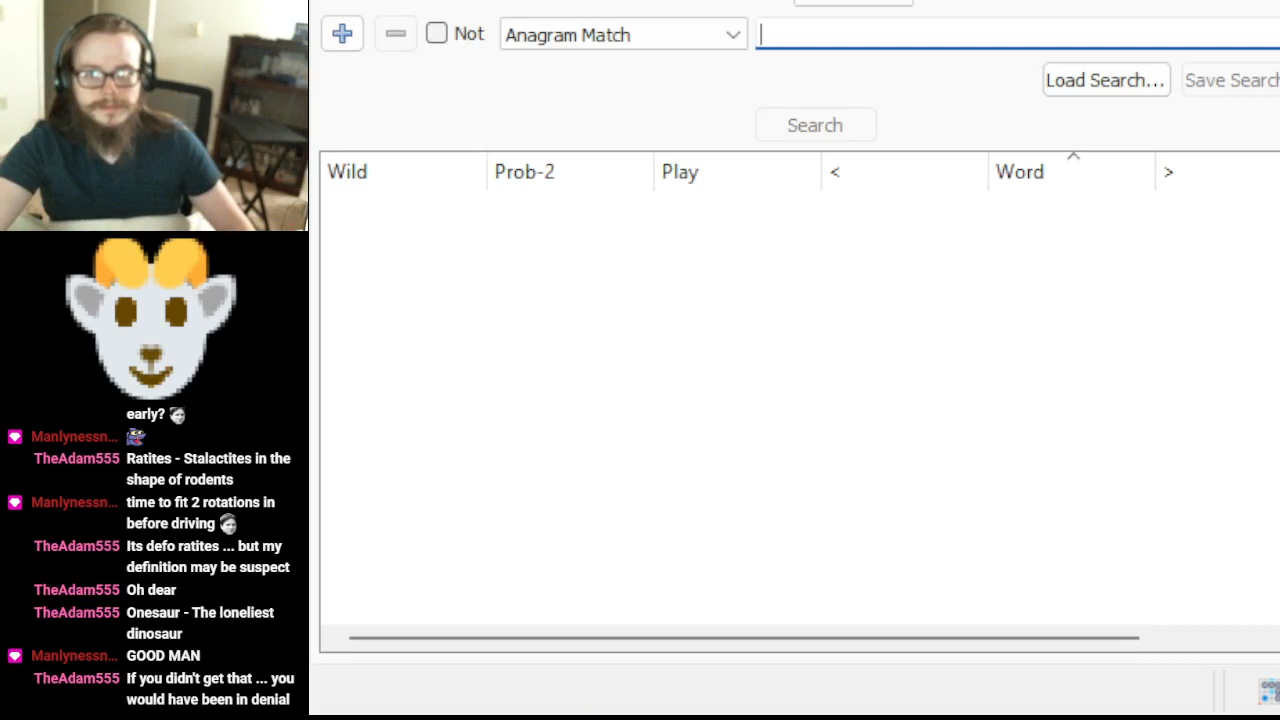 Not
Anagram Match
Load Search...
Save Search
Search
Wild
Prob-2
Play
<
Word
>
early?
Manlynessn...
TheAdam555 Ratites - Stalactites in the
shape of rodents
Manlynessn... time to fit 2 rotations in
before driving
TheAdam555 Its defo ratites ... but my
definition may be suspect
TheAdam555 Oh dear
TheAdam555 Onesaur - The loneliest
dinosaur
Manlynessn... GOOD MAN
TheAdam555 If you didn't get that ... you
would have been in denial